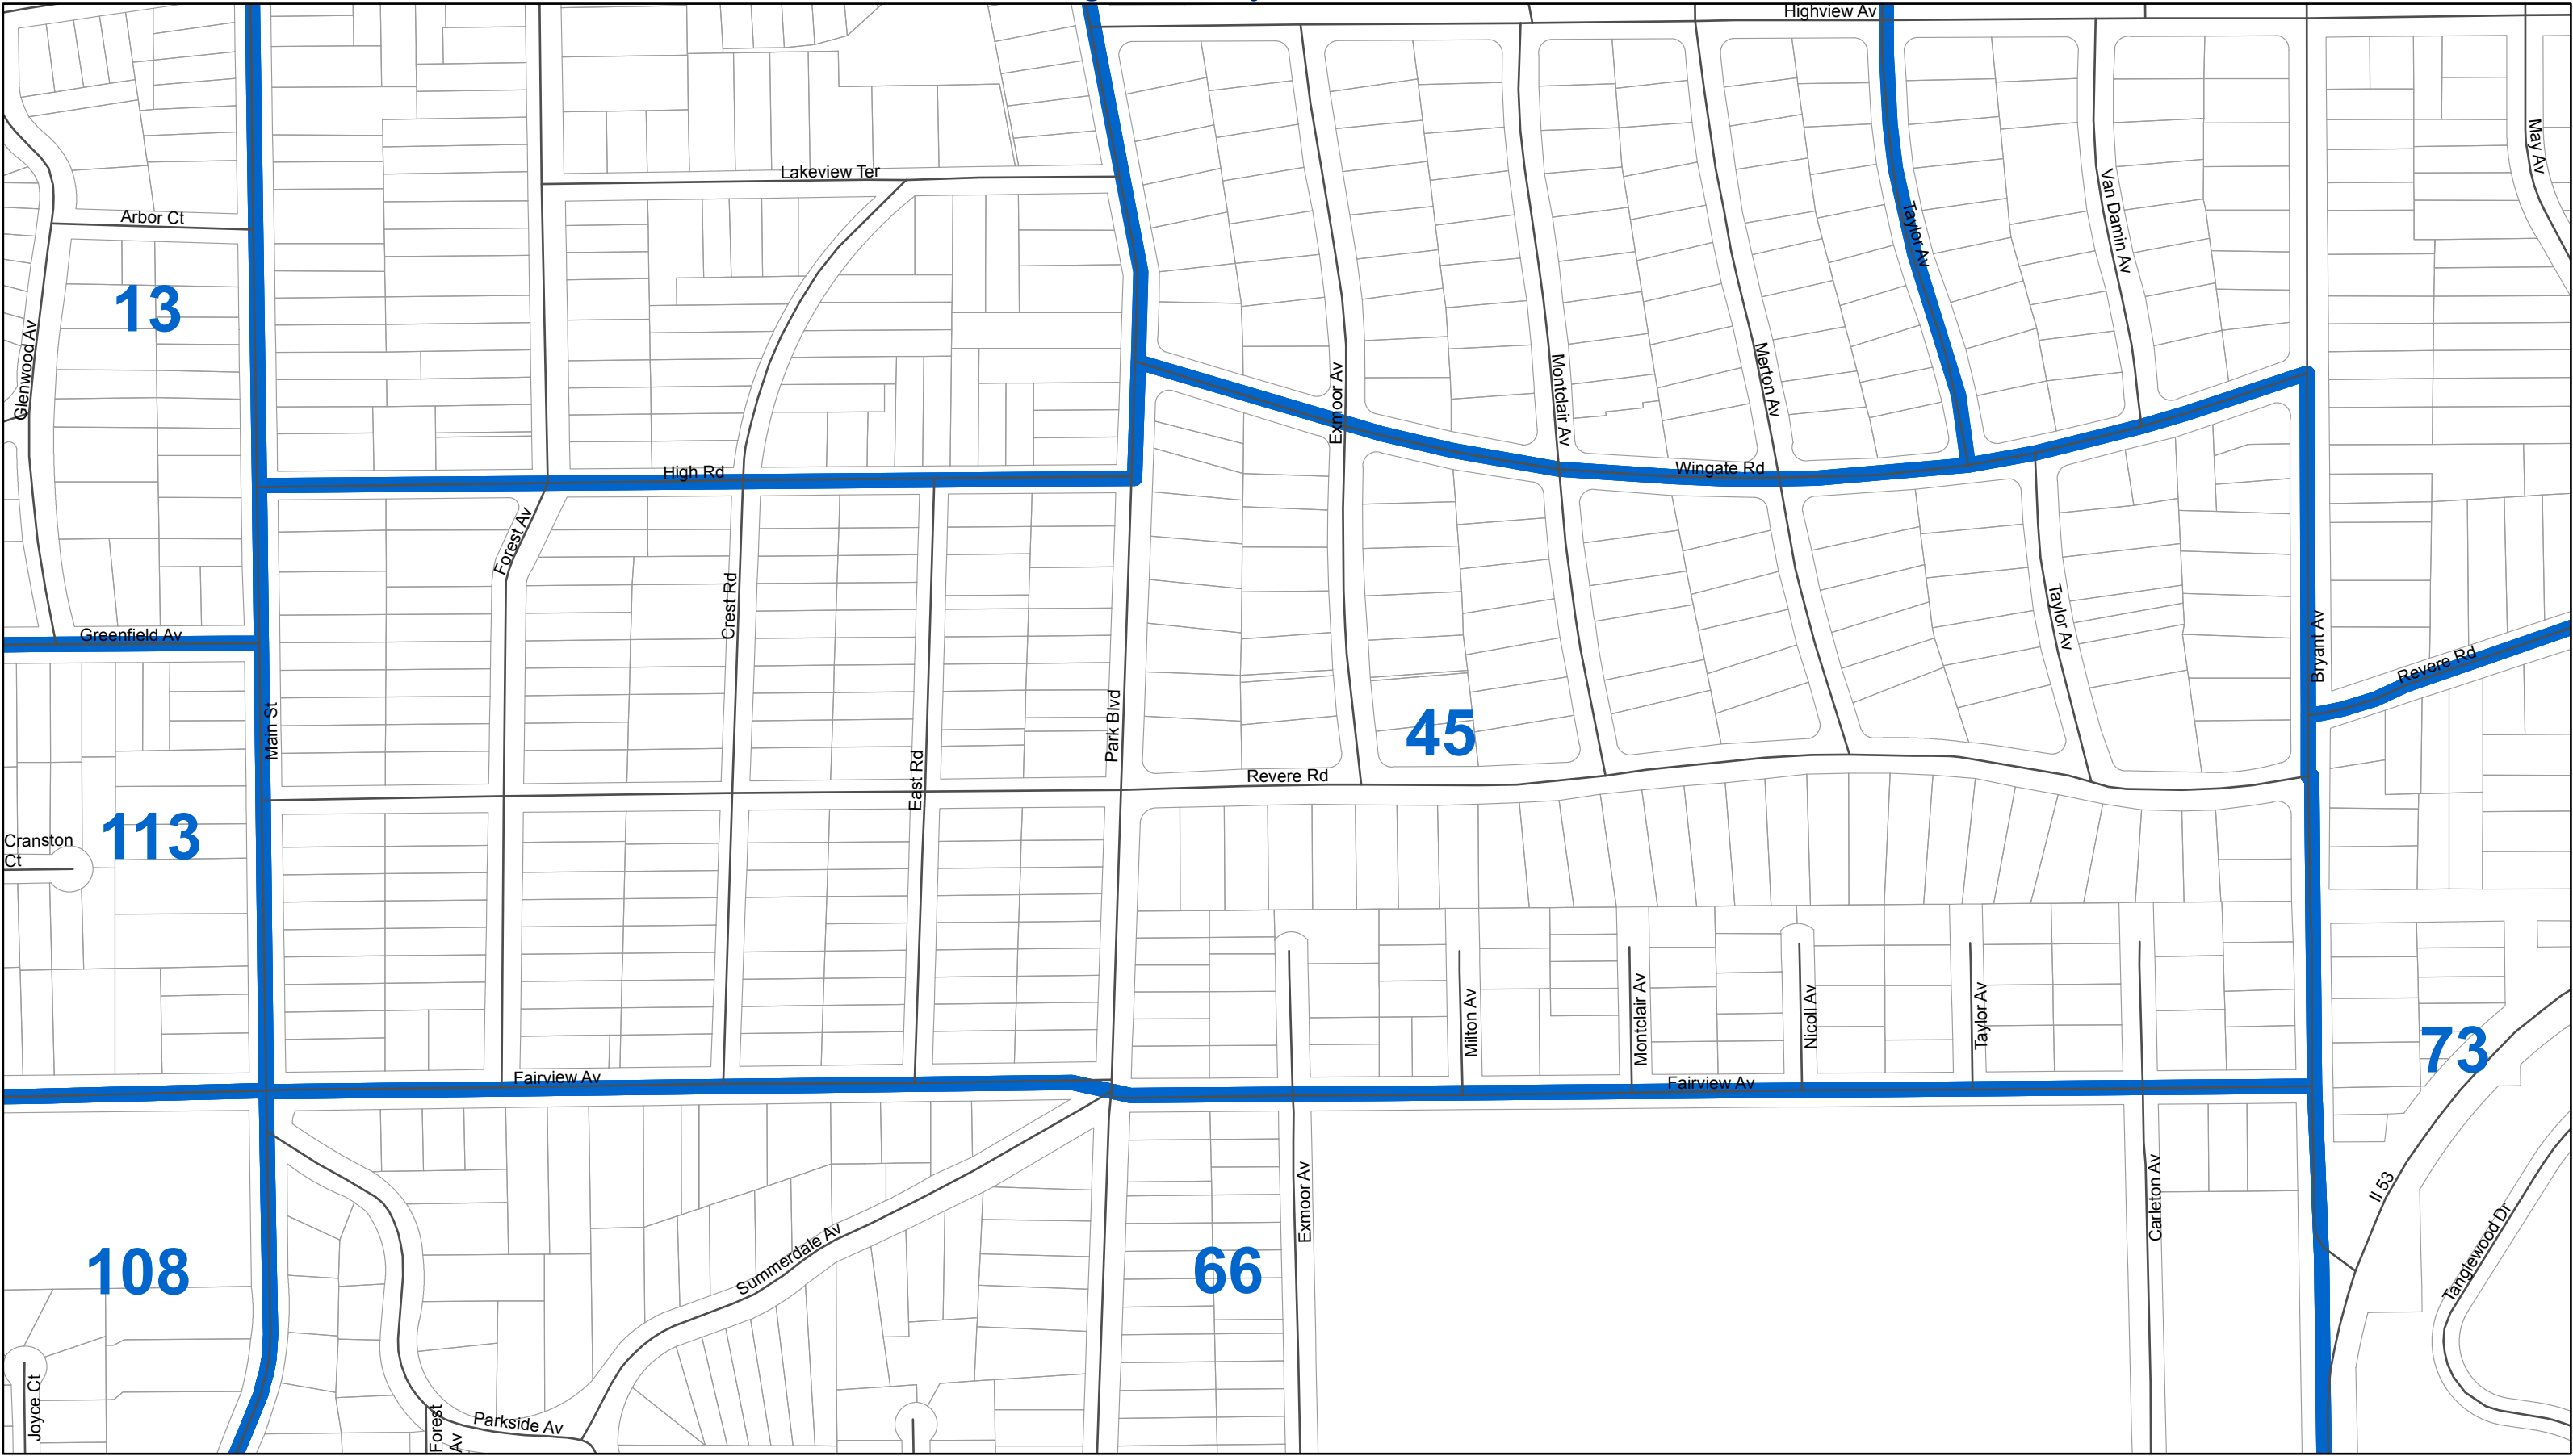 Highview Av
May Av
Lakeview Ter
Arbor Ct
Taylor Av
Van Damin Av
13
Glenwood Av
Exmoor Av
Montclair Av
Merton Av
High Rd
Wingate Rd
Forest Av
Crest Rd
Taylor Av
Greenfield Av
Bryant Av
Revere Rd
Main St
Park Blvd
45
East Rd
Revere Rd
113
Cranston
Ct
Milton Av
Montclair Av
Nicoll Av
Taylor Av
73
Fairview Av
Fairview Av
Exmoor Av
Carleton Av
Il 53
108
Summerdale Av
66
Tanglewood Dr
Joyce Ct
Forest
Av
Parkside Av